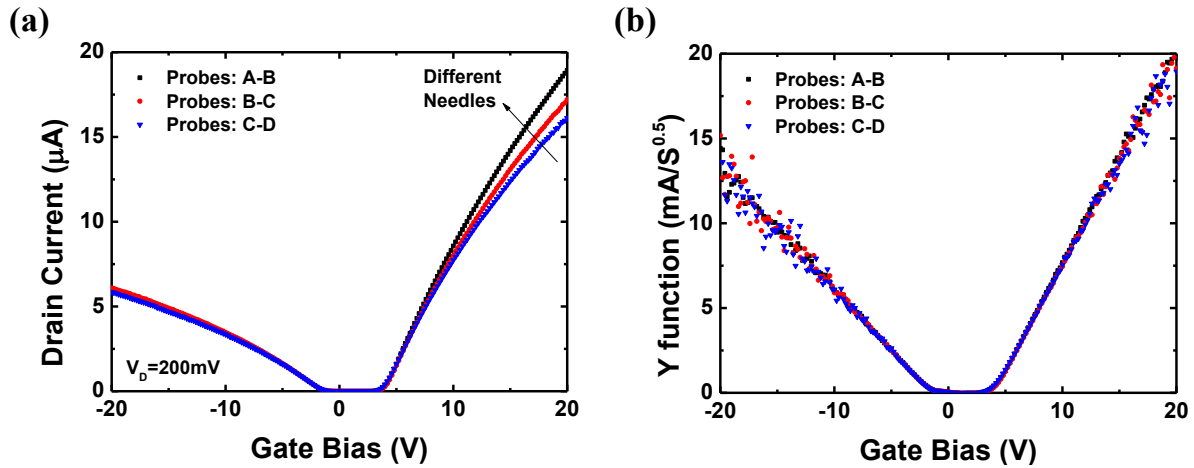 (a)
Drain Current (µA)
20
15
10
5
0
Probes: A-B
Probes: B-C
Probes: C-D
Different
Needles
V_D=200mV
-20 -10 0 10 20
Gate Bias (V)
(b)
Y function (mA/S^0.5)
20
15
10
5
0
Probes: A-B
Probes: B-C
Probes: C-D
-20 -10 0 10 20
Gate Bias (V)